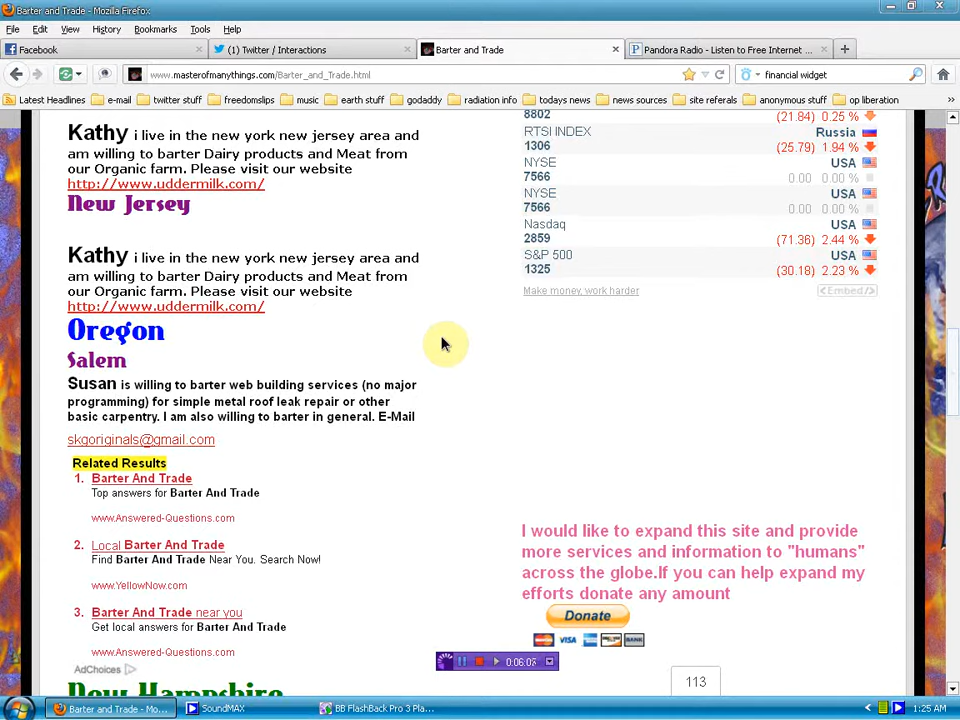 Barter and Trade - Mozilla Firefox
File Edit View History Bookmarks Tools Help
Facebook
(1) Twitter / Interactions
Barter and Trade
Pandora Radio - Listen to Free Internet ...
www.masterofmanythings.com/Barter_and_Trade.html
financial widget
Latest Headlines e-mail twitter stuff freedomslips music earth stuff godaddy radiation info todays news news sources site referals anonymous stuff op liberation
Kathy i live in the new york new jersey area and
am willing to barter Dairy products and Meat from
our Organic farm. Please visit our website
http://www.uddermilk.com/
New Jersey
Kathy i live in the new york new jersey area and
am willing to barter Dairy products and Meat from
our Organic farm. Please visit our website
http://www.uddermilk.com/
Oregon
Salem
Susan is willing to barter web building services (no major
programming) for simple metal roof leak repair or other
basic carpentry. I am also willing to barter in general. E-Mail
skgoriginals@gmail.com
Related Results
1. Barter And Trade
Top answers for Barter And Trade
www.Answered-Questions.com
2. Local Barter And Trade
Find Barter And Trade Near You. Search Now!
www.YellowNow.com
3. Barter And Trade near you
Get local answers for Barter And Trade
www.Answered-Questions.com
AdChoices
New Hampshire
8802 (21.84) 0.25 %
RTSI INDEX Russia
1306 (25.79) 1.94 %
NYSE USA
7566 0.00 0.00 %
NYSE USA
7566 0.00 0.00 %
Nasdaq USA
2859 (71.36) 2.44 %
S&P 500 USA
1325 (30.18) 2.23 %
Make money, work harder <Embed/>
I would like to expand this site and provide
more services and information to "humans"
across the globe.If you can help expand my
efforts donate any amount
Donate
VISA BANK
0:06:03
113
Barter and Trade - Mo...
SoundMAX
BB FlashBack Pro 3 Pla...
1:25 AM